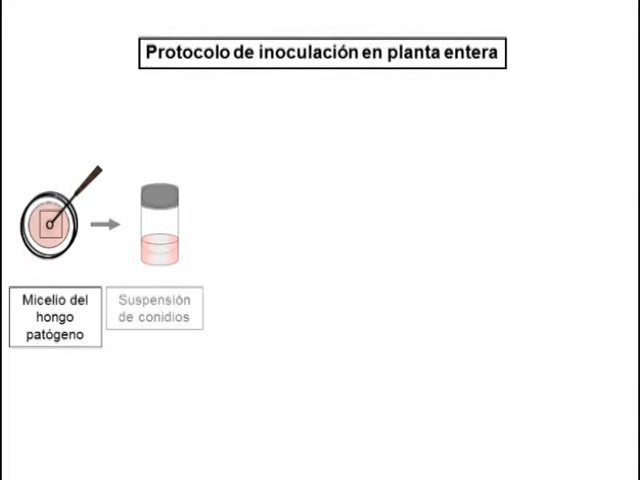 Protocolo de inoculación en planta entera
Micelio del
hongo
patógeno
Suspensión
de conidios